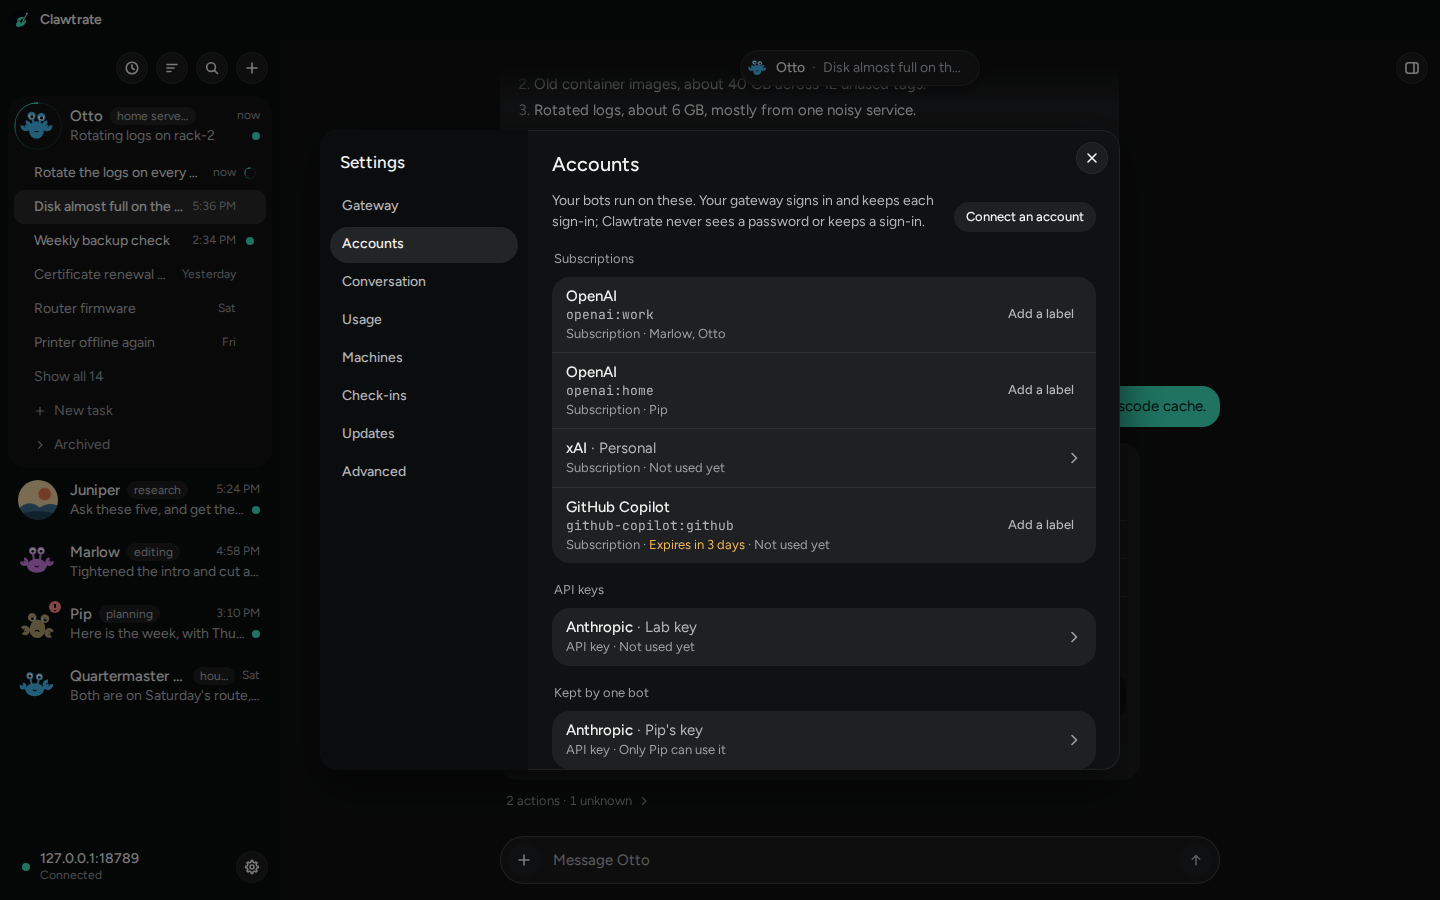 Clawtrate
Otto home serve... now
Rotating logs on rack-2
Rotate the logs on every ... now
Disk almost full on the ... 5:36 PM
Weekly backup check 2:34 PM
Certificate renewal ... Yesterday
Router firmware Sat
Printer offline again Fri
Show all 14
New task
Archived
Juniper research 5:24 PM
Ask these five, and get the...
Marlow editing 4:58 PM
Tightened the intro and cut a...
Pip planning 3:10 PM
Here is the week, with Thu...
Quartermaster ... hou... Sat
Both are on Saturday's route,...
127.0.0.1:18789
Connected
Otto · Disk almost full on th...
2. Old container images, about 40 GB across 12 unused tags.
3. Rotated logs, about 6 GB, mostly from one noisy service.
scode cache.
Settings
Gateway
Accounts
Conversation
Usage
Machines
Check-ins
Updates
Advanced
Accounts
Your bots run on these. Your gateway signs in and keeps each
sign-in; Clawtrate never sees a password or keeps a sign-in.
Connect an account
Subscriptions
OpenAI
openai:work
Subscription · Marlow, Otto
Add a label
OpenAI
openai:home
Subscription · Pip
Add a label
xAI · Personal
Subscription · Not used yet
GitHub Copilot
github-copilot:github
Subscription · Expires in 3 days · Not used yet
Add a label
API keys
Anthropic · Lab key
API key · Not used yet
Kept by one bot
Anthropic · Pip's key
API key · Only Pip can use it
2 actions · 1 unknown
Message Otto